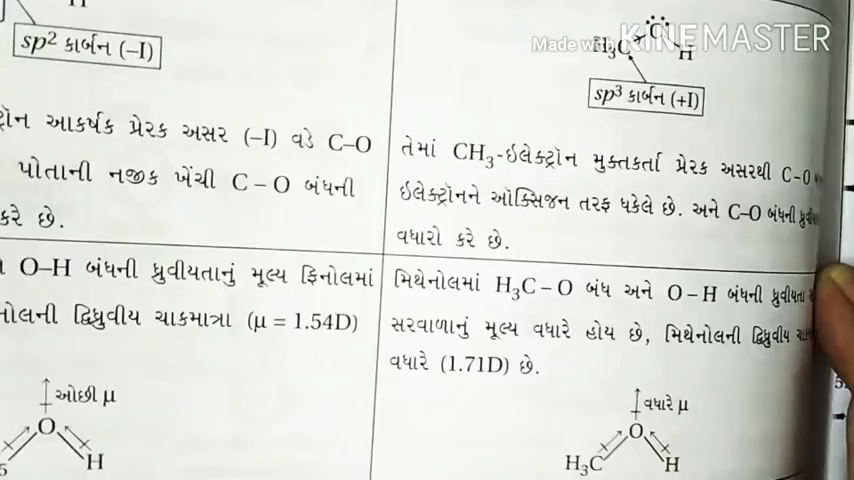 H
sp² કાર્બન (–I)
ટ્રૉન આકર્ષક પ્રેરક અસર (–I) વડે C–O
પોતાની નજીક ખેંચી C – O બંધની
કરે છે.
O–H બંધની ધ્રુવીયતાનું મૂલ્ય ફિનોલમાં
નોલની દ્વિધ્રુવીય ચાકમાત્રા (μ = 1.54D)
ઓછી μ
O
5
H
Made with KINEMASTER
H₃C O H
sp³ કાર્બન (+I)
તેમાં CH₃-ઇલેક્ટ્રૉન મુક્તકર્તા પ્રેરક અસરથી C–O
ઇલેક્ટ્રૉનને ઑક્સિજન તરફ ધકેલે છે. અને C–O બંધની
વધારો કરે છે.
મિથેનોલમાં H₃C – O બંધ અને O – H બંધની ધ્રુવીયતા
સરવાળાનું મૂલ્ય વધારે હોય છે, મિથેનોલની દ્વિધ્રુવીય
વધારે (1.71D) છે.
વધારે μ
O
H₃C H